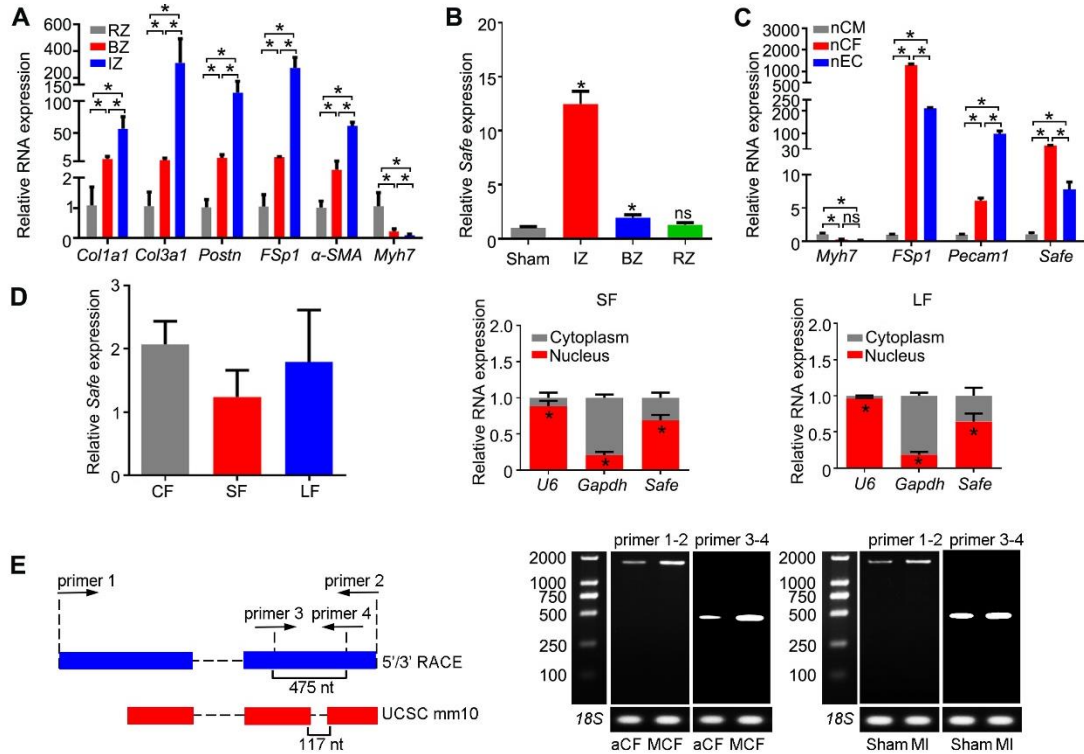 A
Relative RNA expression
600
400
200
150
100
50
5
2
1
0
RZ
BZ
IZ
* * *
* * *
* * *
* * *
* * *
* * *
Col1a1 Col3a1 Postn FSp1 α-SMA Myh7
B
Relative Safe expression
20
15
10
5
0
* * ns
Sham IZ BZ RZ
C
Relative RNA expression
2000
1000
250
200
100
30
10
5
0
nCM
nCF
nEC
* * ns
* * *
* * *
* * *
Myh7 FSp1 Pecam1 Safe
D
Relative Safe expression
3
2
1
0
CF SF LF
SF
Relative RNA expression
2.0
1.5
1.0
0.5
0
Cytoplasm
Nucleus
* * *
U6 Gapdh Safe
LF
Relative RNA expression
2.0
1.5
1.0
0.5
0
Cytoplasm
Nucleus
* * *
U6 Gapdh Safe
E
primer 1
primer 2
primer 3
primer 4
5'/3' RACE
475 nt
UCSC mm10
117 nt
primer 1-2 primer 3-4
2000
1000
750
500
250
100
18S
aCF MCF aCF MCF
primer 1-2 primer 3-4
2000
1000
750
500
250
100
18S
Sham MI Sham MI